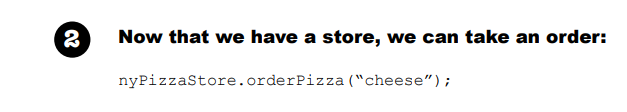 2 Now that we have a store, we can take an order:
nyPizzaStore.orderPizza(“cheese”);